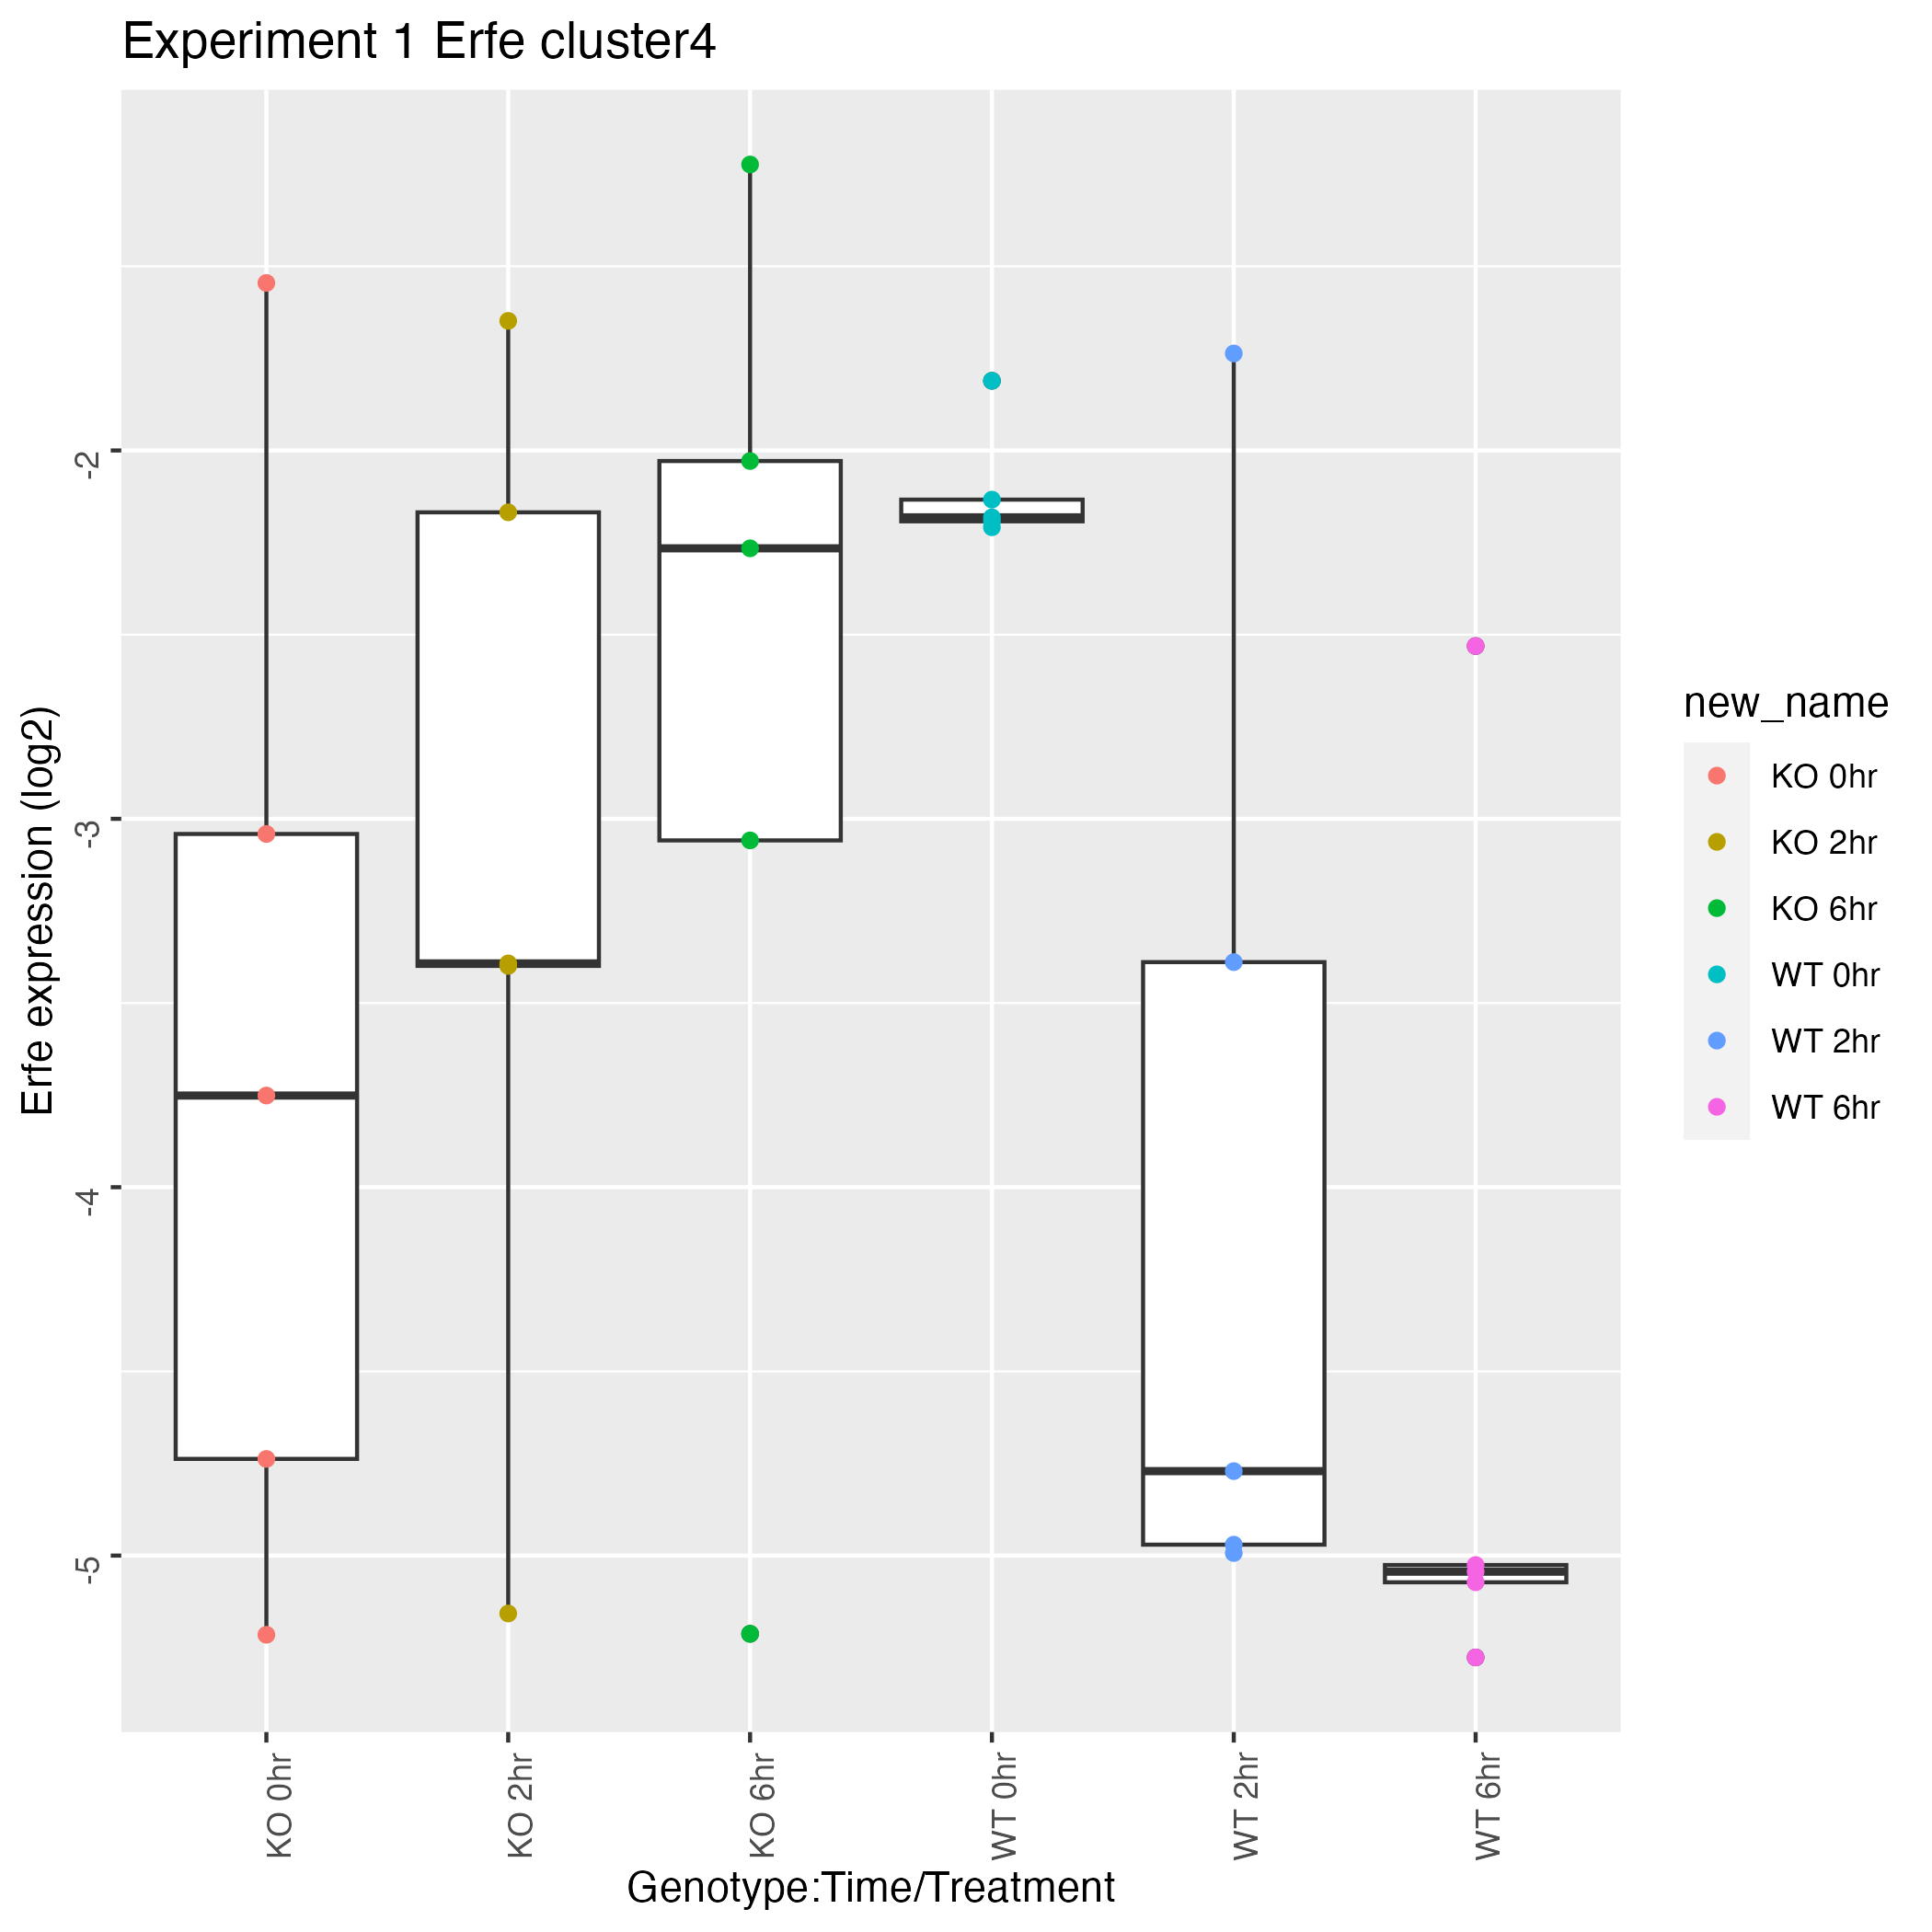 Experiment 1 Erfe cluster4
Erfe expression (log2)
-2
-3
-4
-5
KO 0hr
KO 2hr
KO 6hr
WT 0hr
WT 2hr
WT 6hr
Genotype:Time/Treatment
new_name
KO 0hr
KO 2hr
KO 6hr
WT 0hr
WT 2hr
WT 6hr